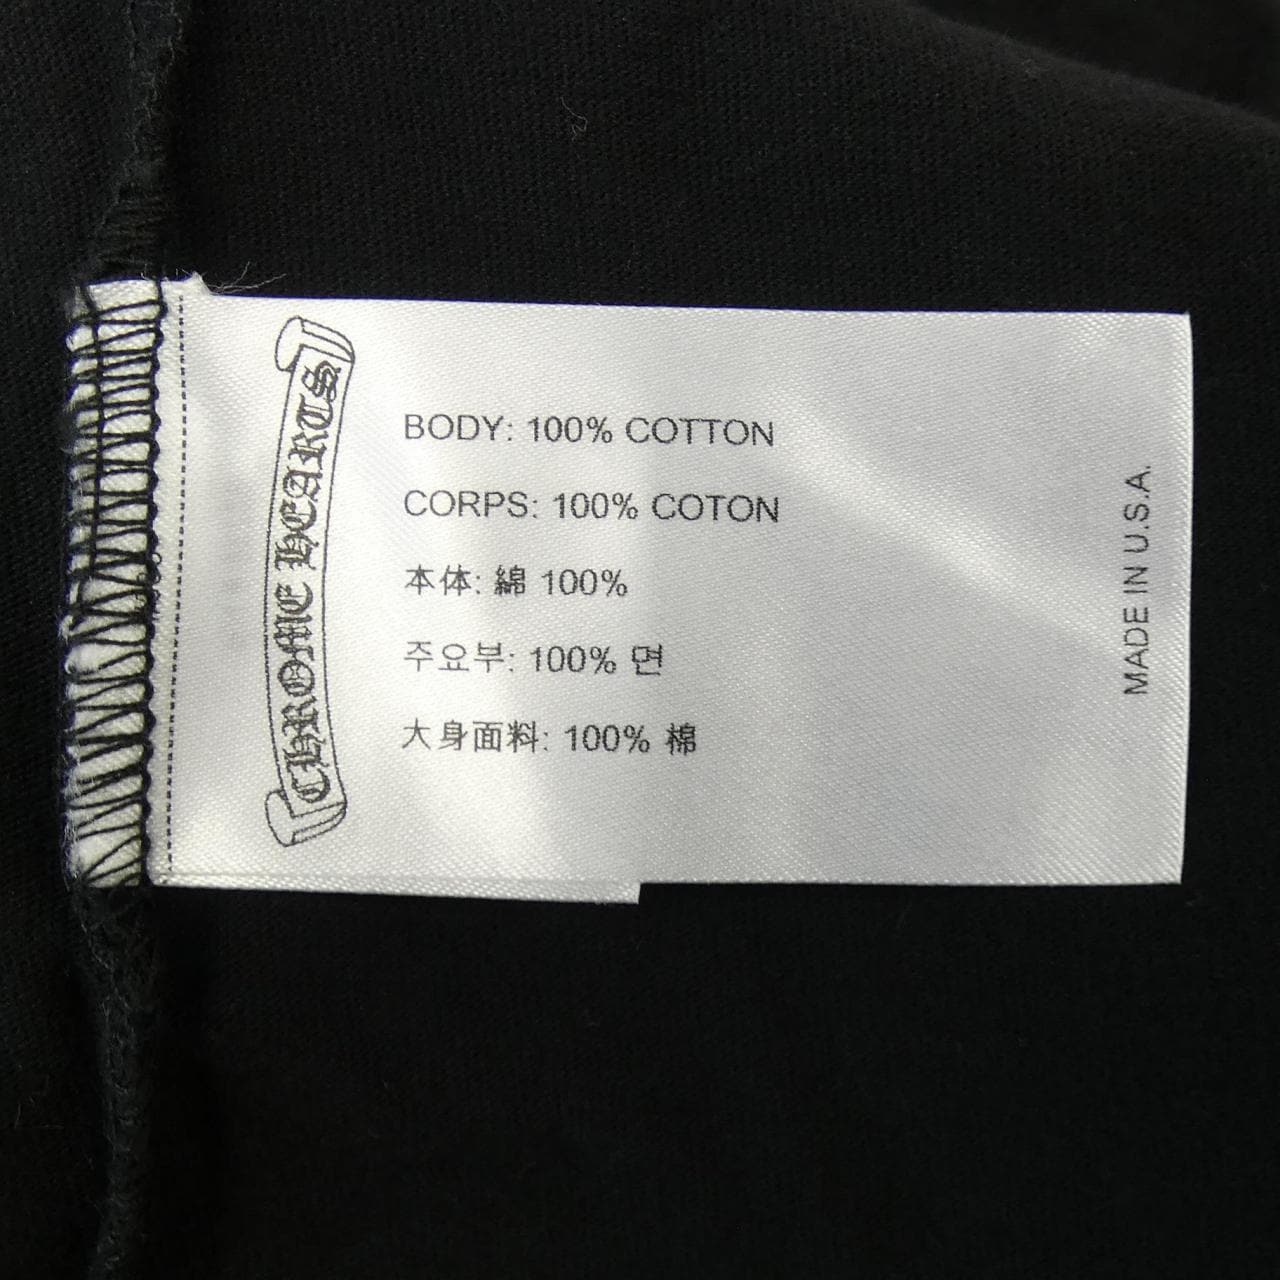 CHROME HEARTS
BODY: 100% COTTON
CORPS: 100% COTON
本体: 綿 100%
주요부: 100% 면
大身面料: 100% 棉
MADE IN U.S.A.